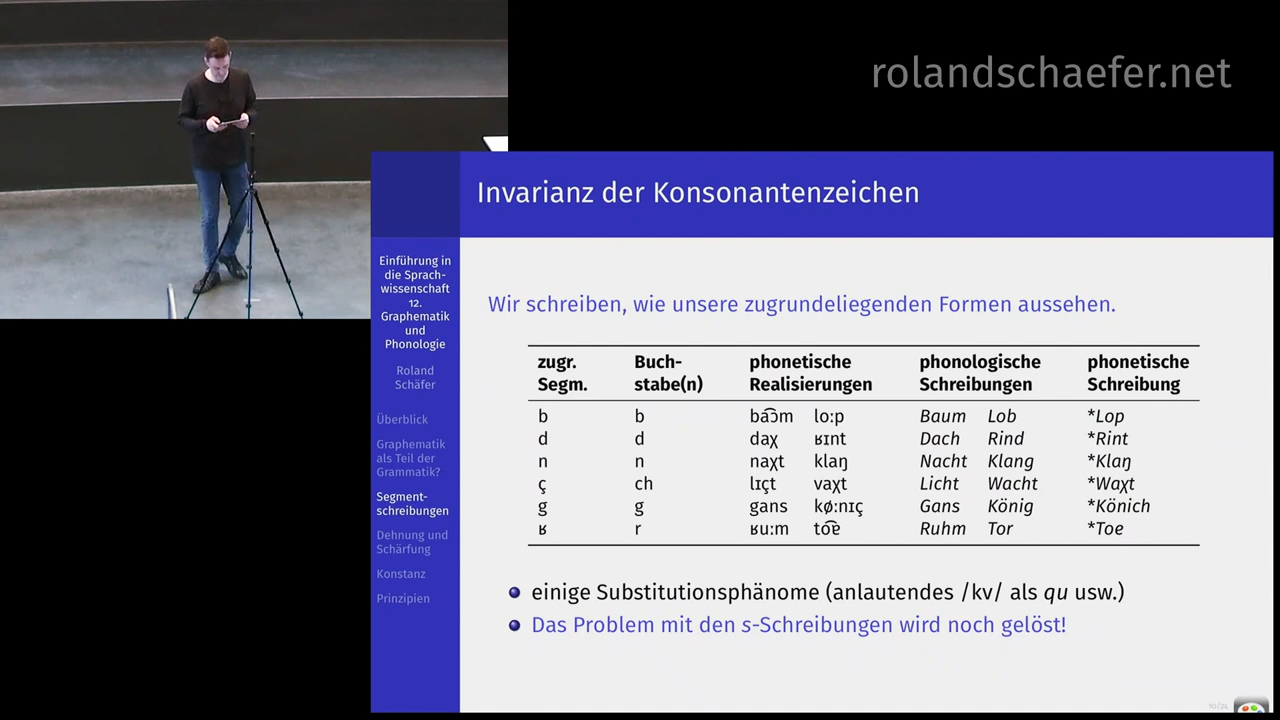 rolandschaefer.net
Invarianz der Konsonantenzeichen
Einführung in
die Sprach-
wissenschaft
12.
Graphematik
und
Phonologie
Roland
Schäfer
Überblick
Graphematik
als Teil der
Grammatik?
Segment-
schreibungen
Dehnung und
Schärfung
Konstanz
Prinzipien
Wir schreiben, wie unsere zugrundeliegenden Formen aussehen.
zugr. Buch- phonetische phonologische phonetische
Segm. stabe(n) Realisierungen Schreibungen Schreibung
b b ba͡ɔm lo:p Baum Lob *Lop
d d daχ ʁɪnt Dach Rind *Rint
n n naχt klaŋ Nacht Klang *Klaŋ
ç ch lɪçt vaχt Licht Wacht *Waχt
g g gans kø:nɪç Gans König *Könich
ʁ r ʁu:m to͡ɐ Ruhm Tor *Toe
einige Substitutionsphänome (anlautendes /kv/ als qu usw.)
Das Problem mit den s-Schreibungen wird noch gelöst!
10/24